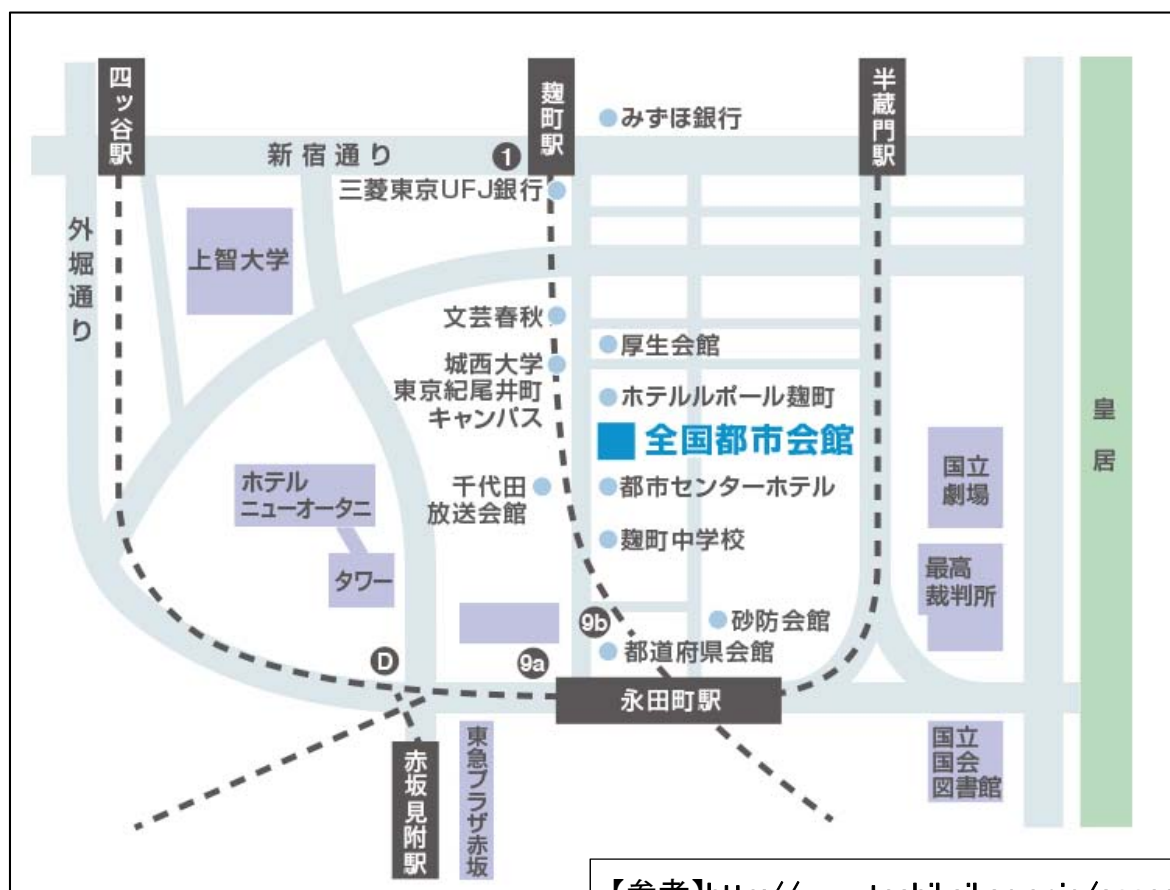 四ッ谷駅
麹町駅
半蔵門駅
みずほ銀行
新宿通り
1
三菱東京UFJ銀行
外堀通り
上智大学
文芸春秋
厚生会館
城西大学
東京紀尾井町
キャンパス
ホテルルポール麹町
皇居
全国都市会館
国立
劇場
ホテル
ニューオータニ
千代田
放送会館
都市センターホテル
麹町中学校
タワー
最高
裁判所
9b
砂防会館
都道府県会館
D
9a
永田町駅
赤坂見附駅
東急プラザ赤坂
国立
国会
図書館